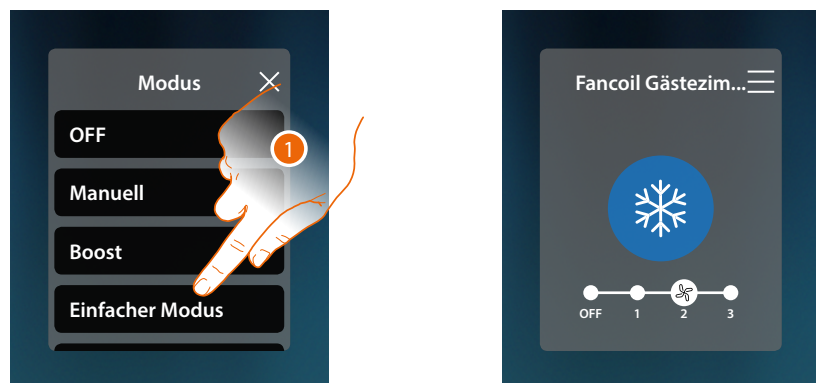 Modus
OFF
1
Manuell
Boost
Einfacher Modus
Fancoil Gästezim...
OFF 1 2 3